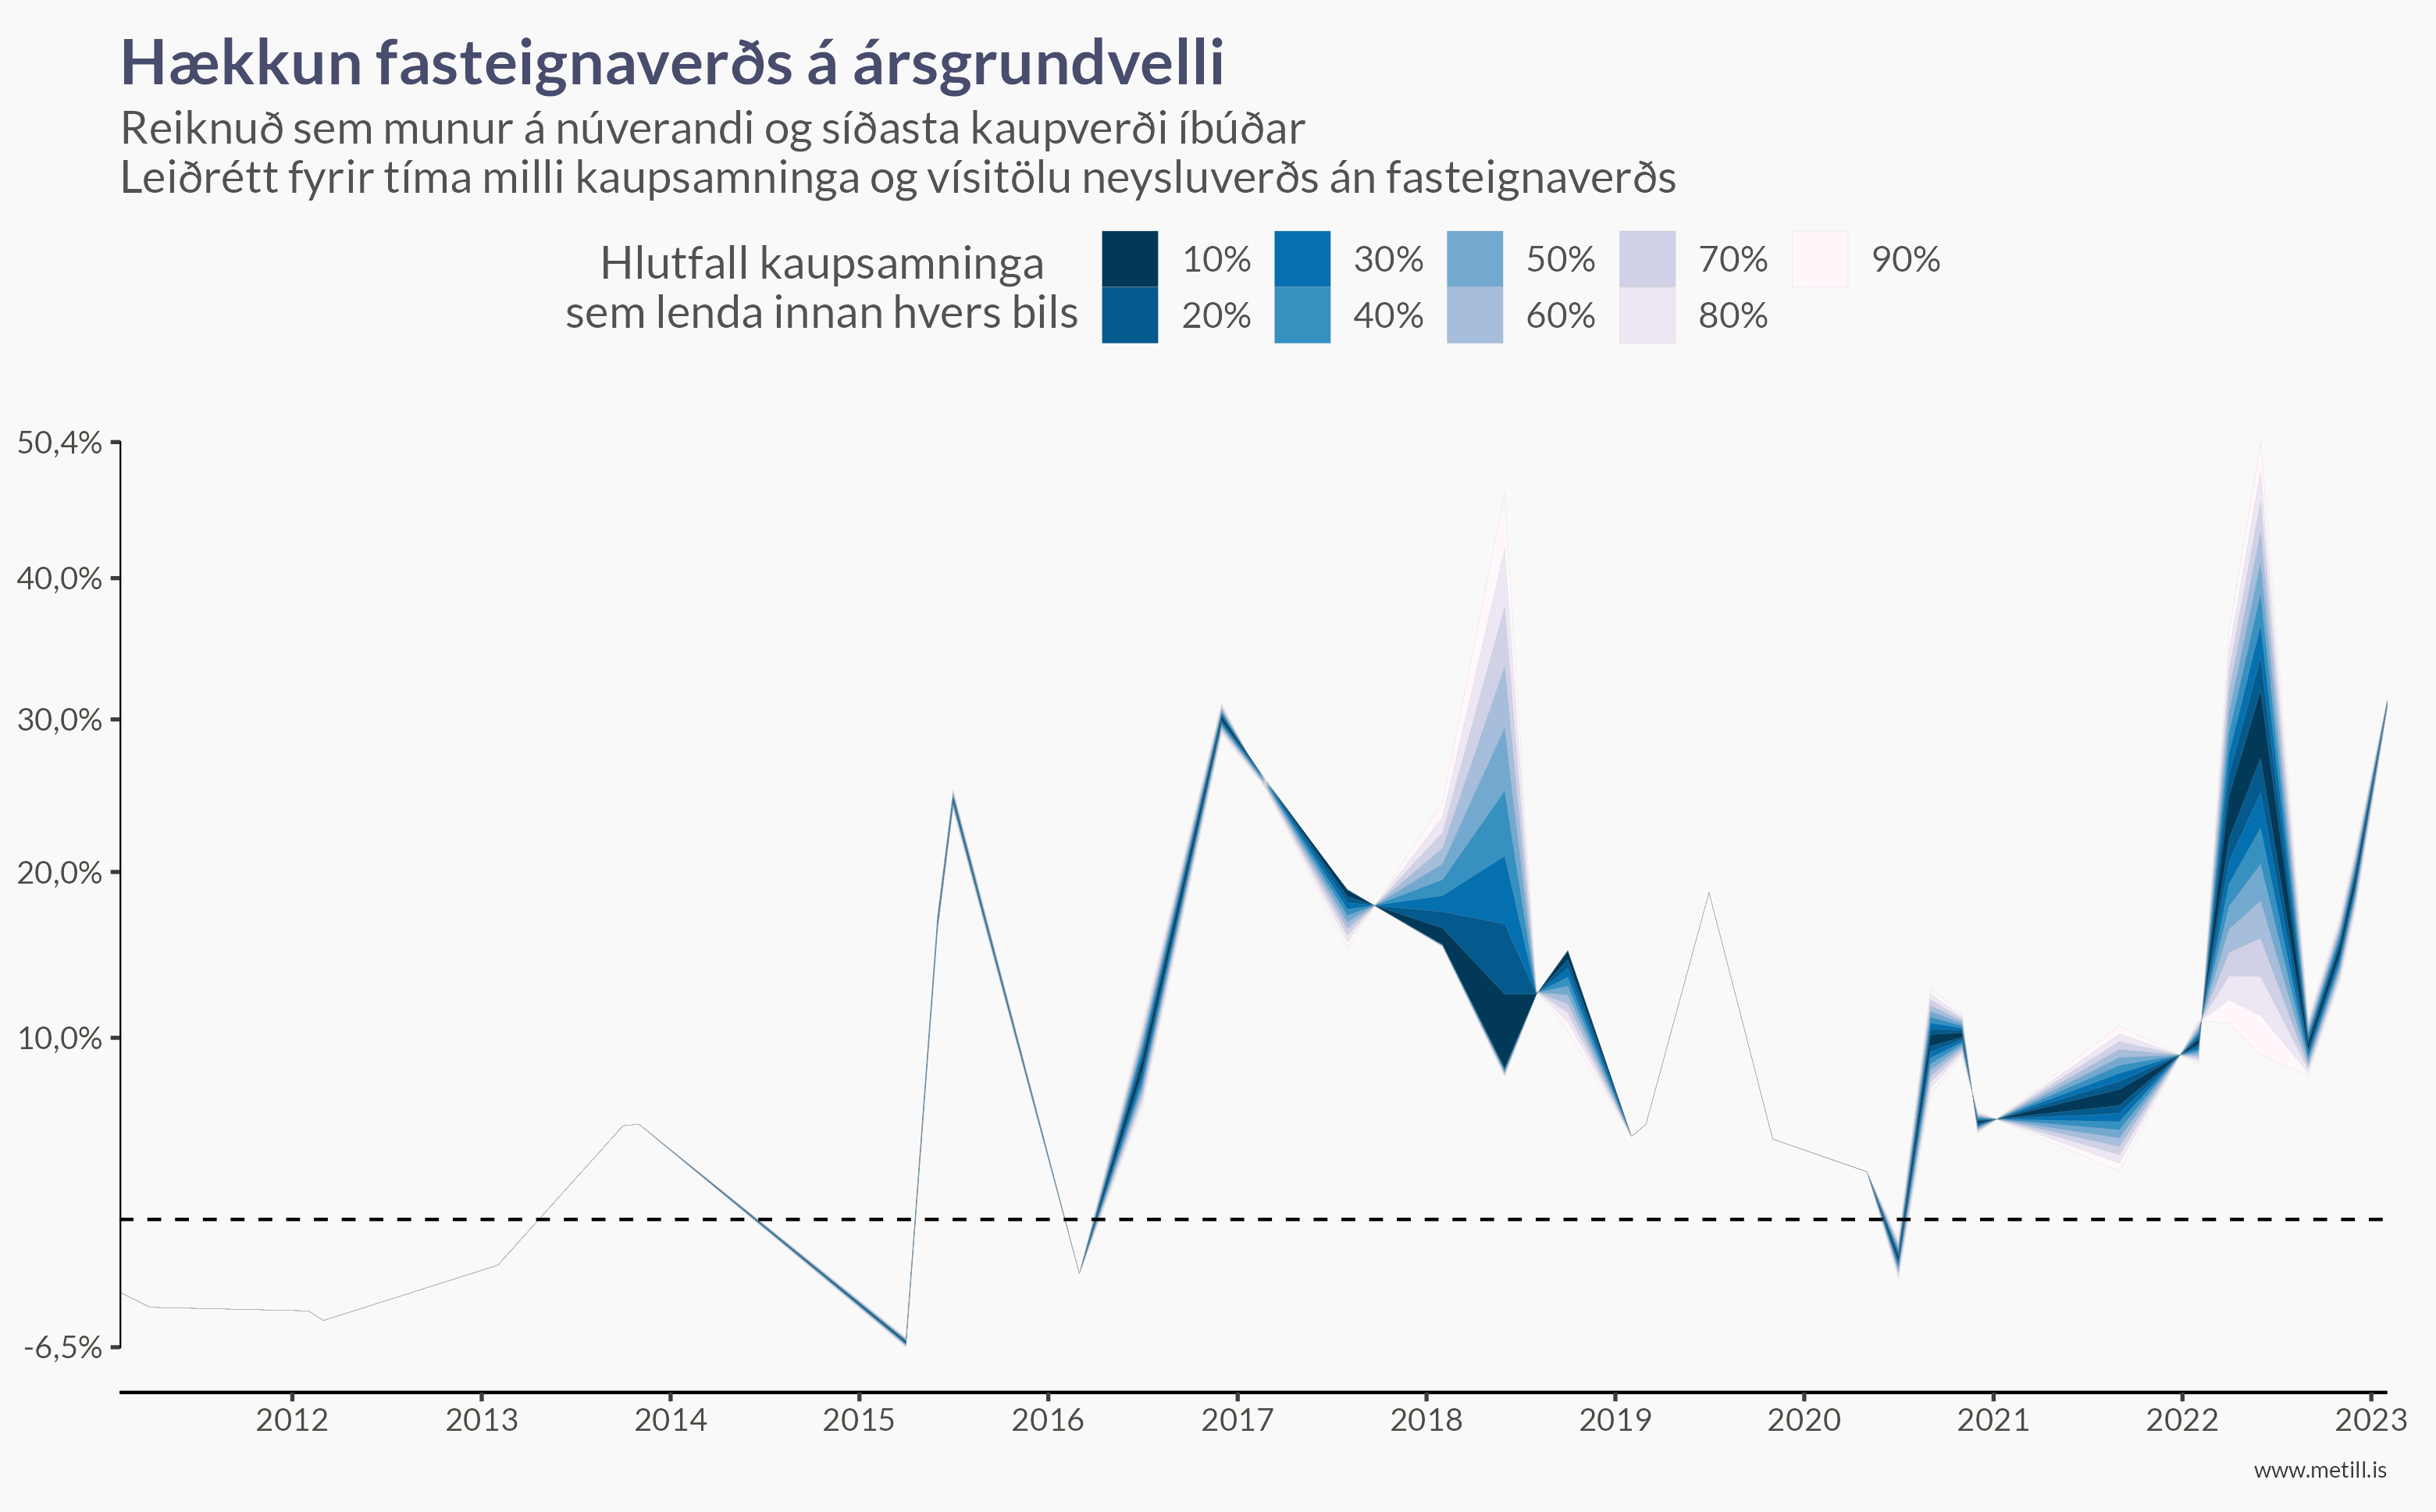 Hækkun fasteignaverðs á ársgrundvelli
Reiknuð sem munur á núverandi og síðasta kaupverði íbúðar
Leiðrétt fyrir tíma milli kaupsamninga og vísitölu neysluverðs án fasteignaverðs
Hlutfall kaupsamninga
sem lenda innan hvers bils
10% 30% 50% 70% 90%
20% 40% 60% 80%
50,4%
40,0%
30,0%
20,0%
10,0%
-6,5%
2012 2013 2014 2015 2016 2017 2018 2019 2020 2021 2022 2023
www.metill.is